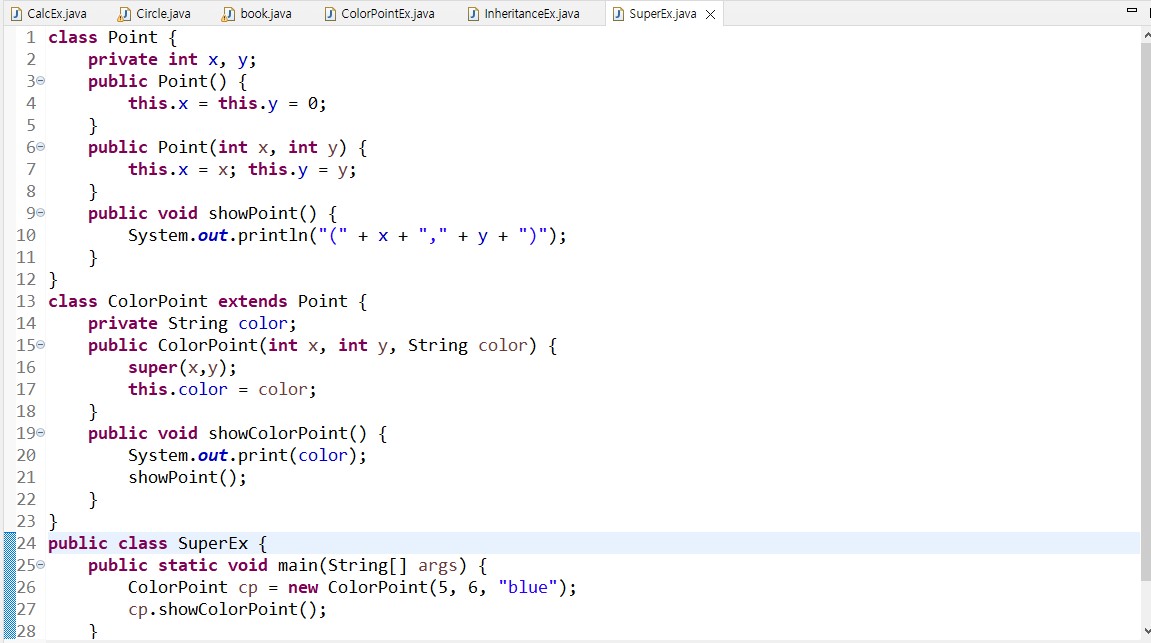 CalcEx.java Circle.java book.java ColorPointEx.java InheritanceEx.java SuperEx.java
1 class Point {
2     private int x, y;
3     public Point() {
4         this.x = this.y = 0;
5     }
6     public Point(int x, int y) {
7         this.x = x; this.y = y;
8     }
9     public void showPoint() {
10         System.out.println("(" + x + "," + y + ")");
11     }
12 }
13 class ColorPoint extends Point {
14     private String color;
15     public ColorPoint(int x, int y, String color) {
16         super(x,y);
17         this.color = color;
18     }
19     public void showColorPoint() {
20         System.out.print(color);
21         showPoint();
22     }
23 }
24 public class SuperEx {
25     public static void main(String[] args) {
26         ColorPoint cp = new ColorPoint(5, 6, "blue");
27         cp.showColorPoint();
28     }